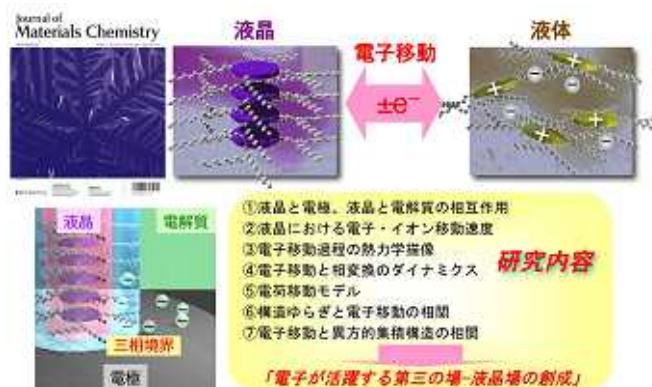 Journal of
Materials Chemistry
液晶
電子移動
±e⁻
液体
液晶
電解質
三相境界
電極
①液晶と電極、液晶と電解質の相互作用
②液晶における電子・イオン移動速度
③電子移動過程の熱力学描像
④電子移動と相変換のダイナミクス
⑤電荷移動モデル
⑥構造ゆらぎと電子移動の相関
⑦電子移動と異方的集積構造の相関
研究内容
「電子が活躍する第三の場-液晶場の創成」